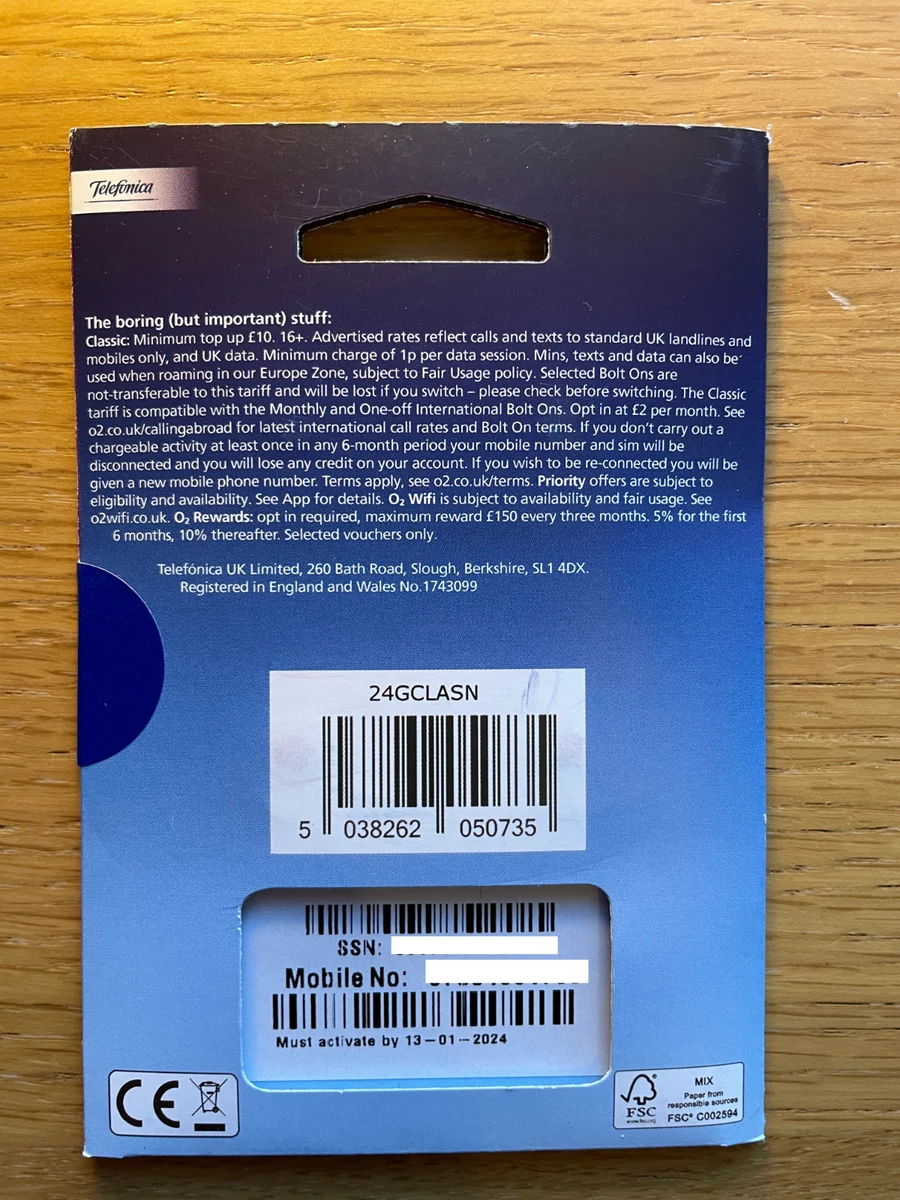 Telefónica
The boring (but important) stuff:
Classic: Minimum top up £10. 16+. Advertised rates reflect calls and texts to standard UK landlines and
mobiles only, and UK data. Minimum charge of 1p per data session. Mins, texts and data can also be
used when roaming in our Europe Zone, subject to Fair Usage policy. Selected Bolt Ons are
not-transferable to this tariff and will be lost if you switch – please check before switching. The Classic
tariff is compatible with the Monthly and One-off International Bolt Ons. Opt in at £2 per month. See
o2.co.uk/callingabroad for latest international call rates and Bolt On terms. If you don't carry out a
chargeable activity at least once in any 6-month period your mobile number and sim will be
disconnected and you will lose any credit on your account. If you wish to be re-connected you will be
given a new mobile phone number. Terms apply, see o2.co.uk/terms. Priority offers are subject to
eligibility and availability. See App for details. O₂ Wifi is subject to availability and fair usage. See
o2wifi.co.uk. O₂ Rewards: opt in required, maximum reward £150 every three months. 5% for the first
6 months, 10% thereafter. Selected vouchers only.
Telefónica UK Limited, 260 Bath Road, Slough, Berkshire, SL1 4DX.
Registered in England and Wales No.1743099
24GCLASN
5 038262 050735
SSN:
Mobile No:
Must activate by 13-01-2024
CE
FSC
www.fsc.org
MIX
Paper from
responsible sources
FSC® C002594